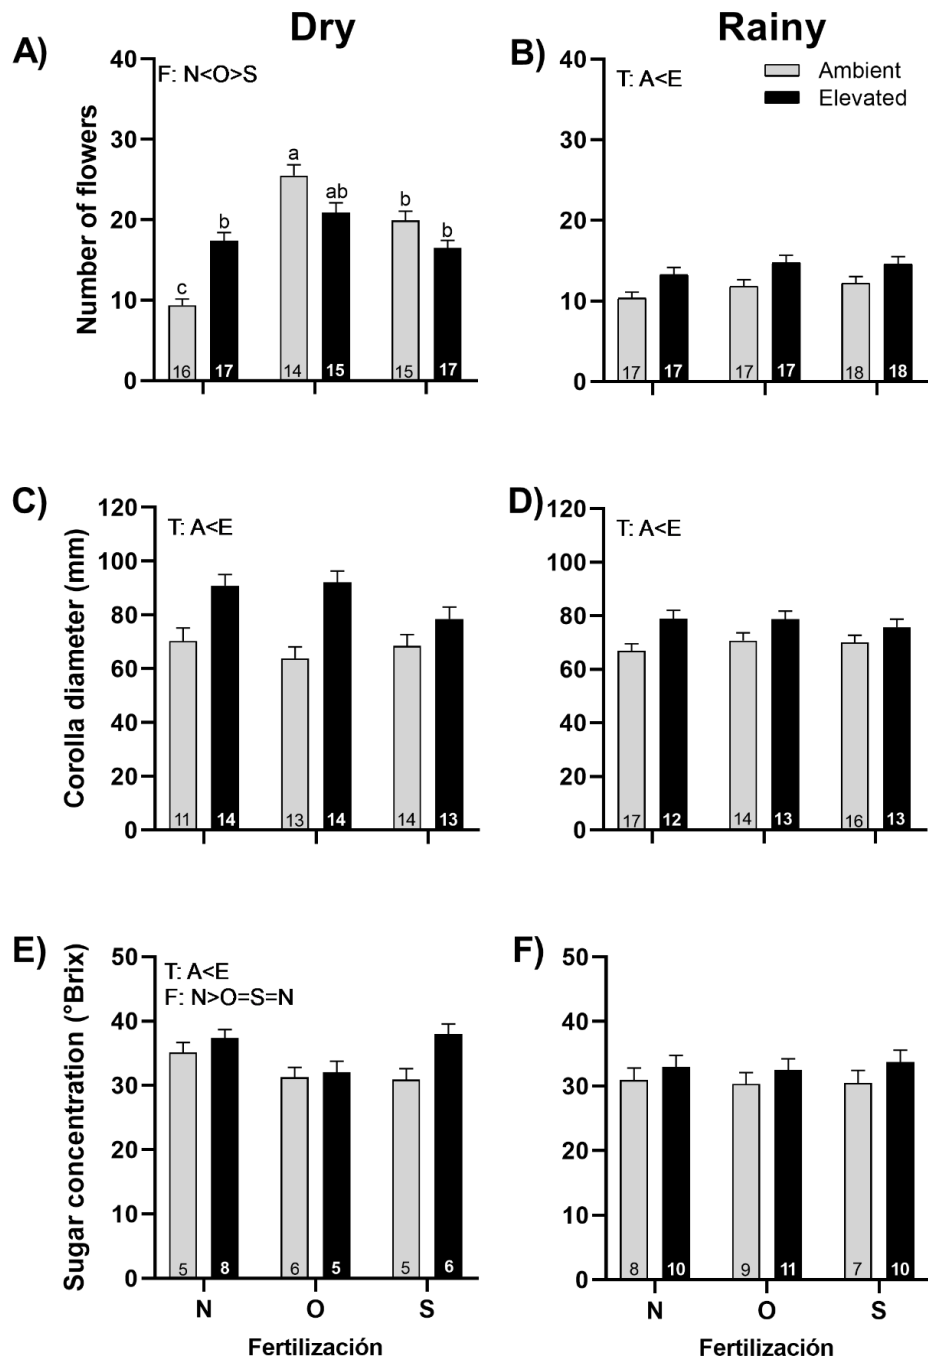 Dry
Rainy
A)
F: N<O>S
Number of flowers
40
30
20
10
0
c
b
a
ab
b
b
16
17
14
15
15
17
B)
T: A<E
Ambient
Elevated
40
30
20
10
0
17
17
17
17
18
18
C)
T: A<E
Corolla diameter (mm)
120
100
80
60
40
20
0
11
14
13
14
14
13
D)
T: A<E
120
100
80
60
40
20
0
17
12
14
13
16
13
E)
T: A<E
F: N>O=S=N
Sugar concentration (°Brix)
50
40
30
20
10
0
5
8
6
5
5
6
N
O
S
Fertilización
F)
50
40
30
20
10
0
8
10
9
11
7
10
N
O
S
Fertilización